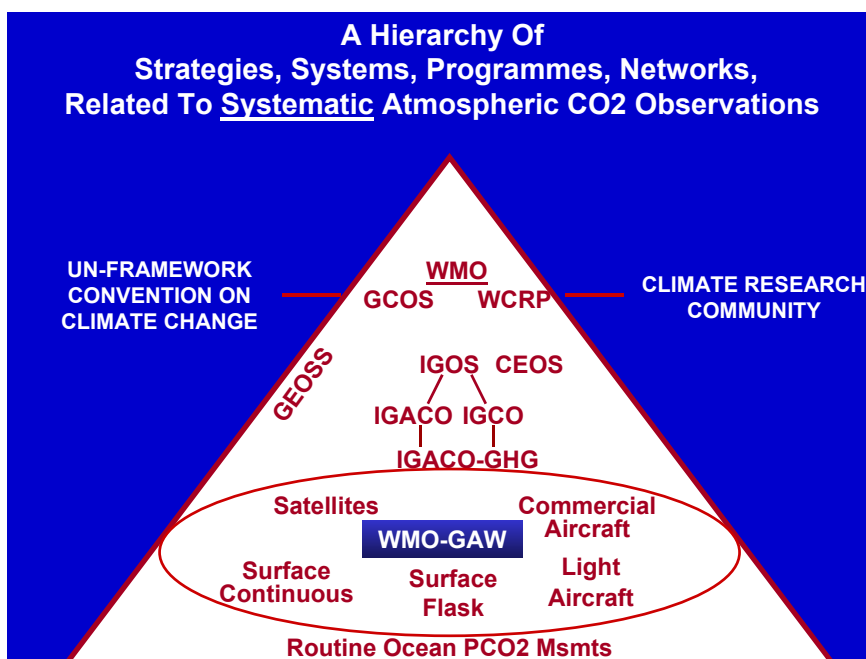 A Hierarchy Of
Strategies, Systems, Programmes, Networks,
Related To Systematic Atmospheric CO2 Observations
UN-FRAMEWORK
CONVENTION ON
CLIMATE CHANGE
WMO
GCOS WCRP
CLIMATE RESEARCH
COMMUNITY
GEOSS
IGOS CEOS
IGACO IGCO
IGACO-GHG
Satellites
Commercial
Aircraft
WMO-GAW
Surface
Continuous
Surface
Flask
Light
Aircraft
Routine Ocean PCO2 Msmts